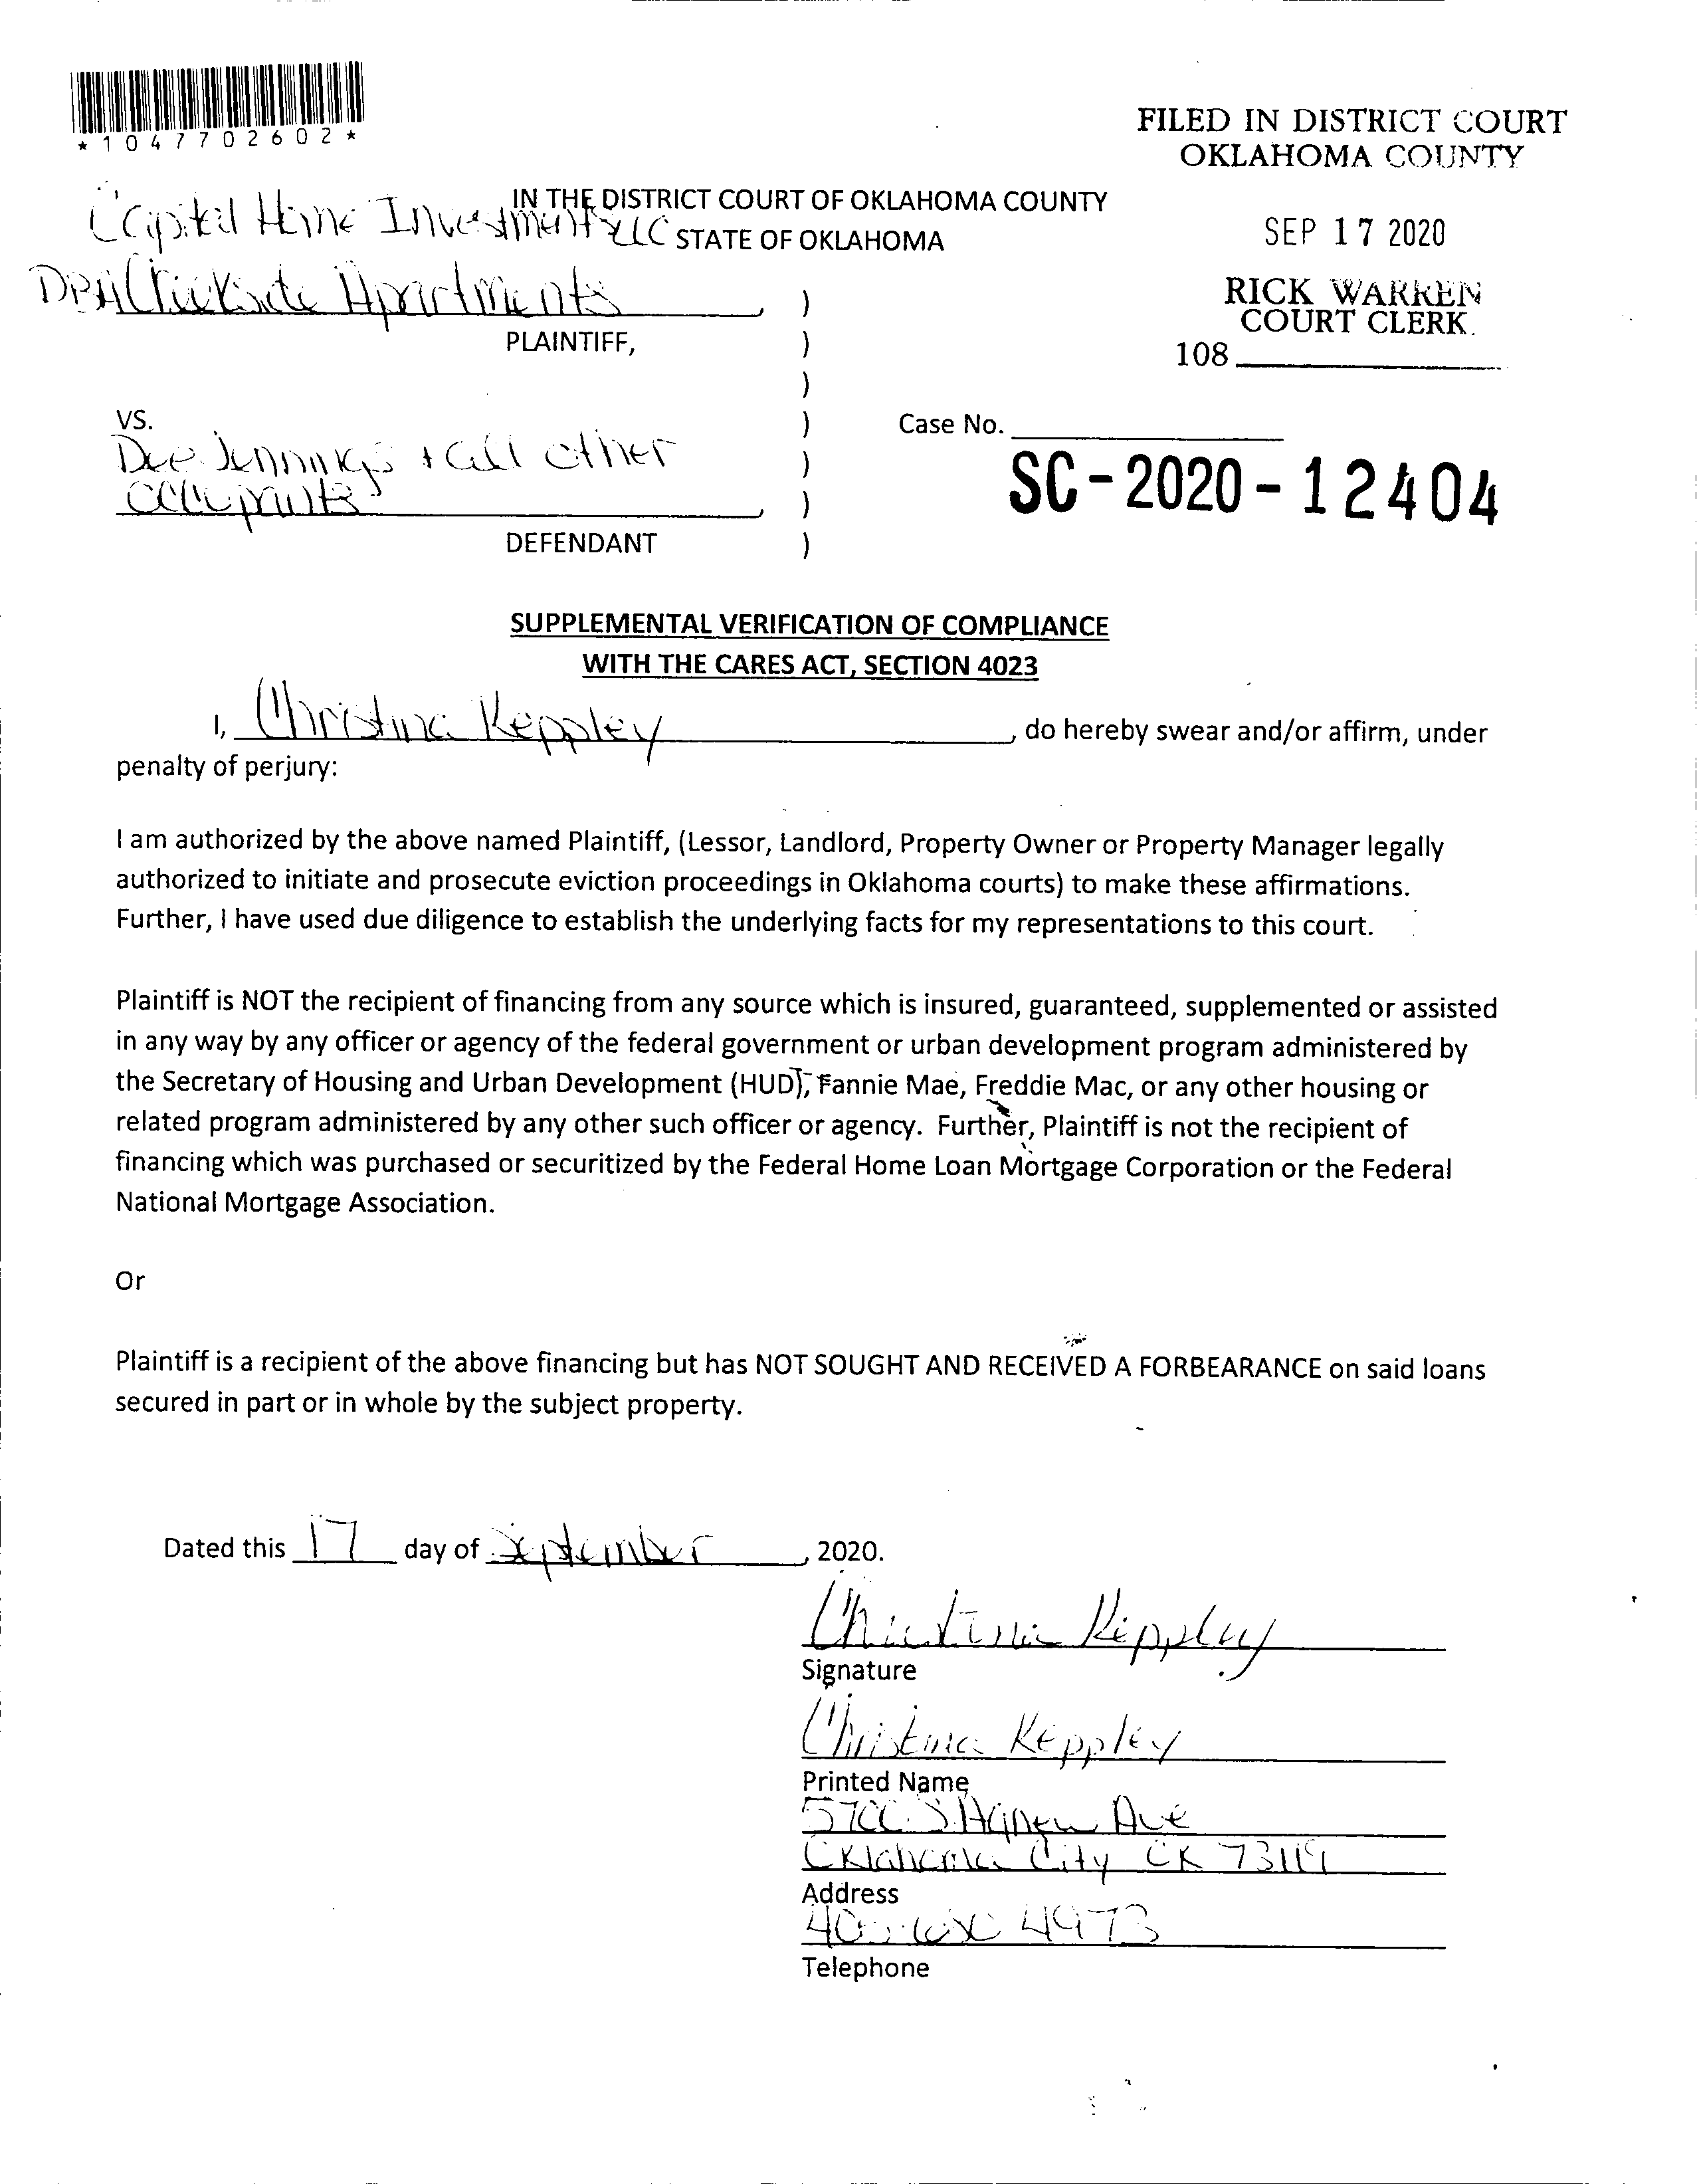 *1047702602*
FILED IN DISTRICT COURT
OKLAHOMA COUNTY
IN THE DISTRICT COURT OF OKLAHOMA COUNTY
STATE OF OKLAHOMA
SEP 17 2020
RICK WARREN
COURT CLERK.
108
Capital Home Investments LLC
DBA Creekside Apartments
)
PLAINTIFF, )
)
VS. )
Dee Jennings + all other )
occupants , )
DEFENDANT )
Case No.
SC-2020-12404
SUPPLEMENTAL VERIFICATION OF COMPLIANCE
WITH THE CARES ACT, SECTION 4023
I, Christina Keppley, do hereby swear and/or affirm, under
penalty of perjury:
I am authorized by the above named Plaintiff, (Lessor, Landlord, Property Owner or Property Manager legally
authorized to initiate and prosecute eviction proceedings in Oklahoma courts) to make these affirmations.
Further, I have used due diligence to establish the underlying facts for my representations to this court.
Plaintiff is NOT the recipient of financing from any source which is insured, guaranteed, supplemented or assisted
in any way by any officer or agency of the federal government or urban development program administered by
the Secretary of Housing and Urban Development (HUD), Fannie Mae, Freddie Mac, or any other housing or
related program administered by any other such officer or agency. Further, Plaintiff is not the recipient of
financing which was purchased or securitized by the Federal Home Loan Mortgage Corporation or the Federal
National Mortgage Association.
Or
Plaintiff is a recipient of the above financing but has NOT SOUGHT AND RECEIVED A FORBEARANCE on said loans
secured in part or in whole by the subject property.
Dated this 17 day of September, 2020.
Christina Keppley
Signature
Christina Keppley
Printed Name
5700 S Agnew Ave
Oklahoma City OK 73119
Address
4973
Telephone